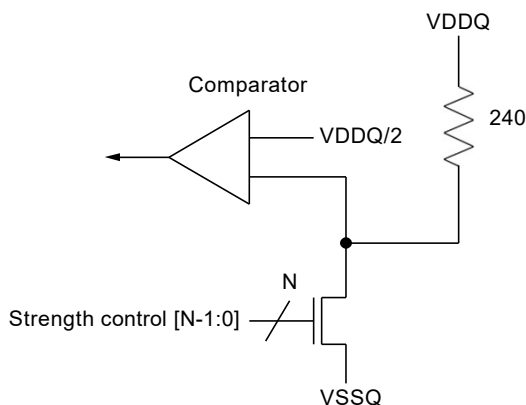 VDDQ
Comparator
240
VDDQ/2
N
Strength control [N-1:0]
VSSQ